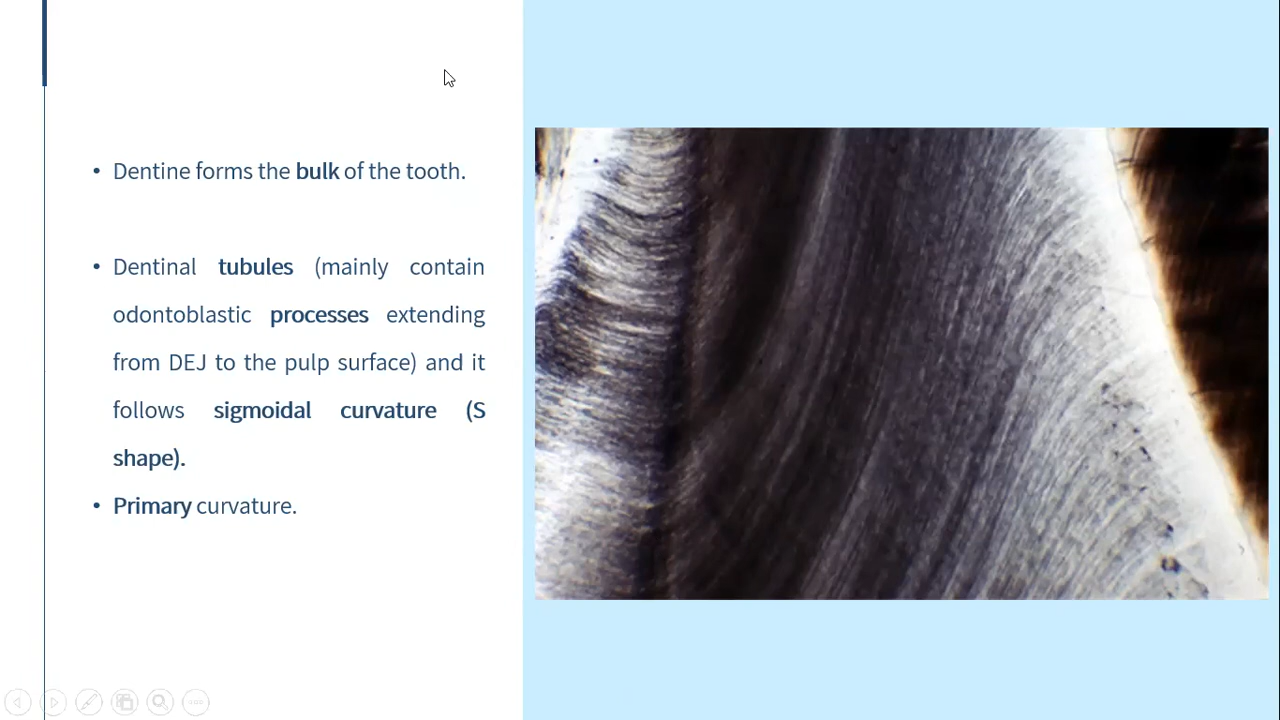 • Dentine forms the bulk of the tooth.
• Dentinal tubules (mainly contain
odontoblastic processes extending
from DEJ to the pulp surface) and it
follows sigmoidal curvature (S
shape).
• Primary curvature.